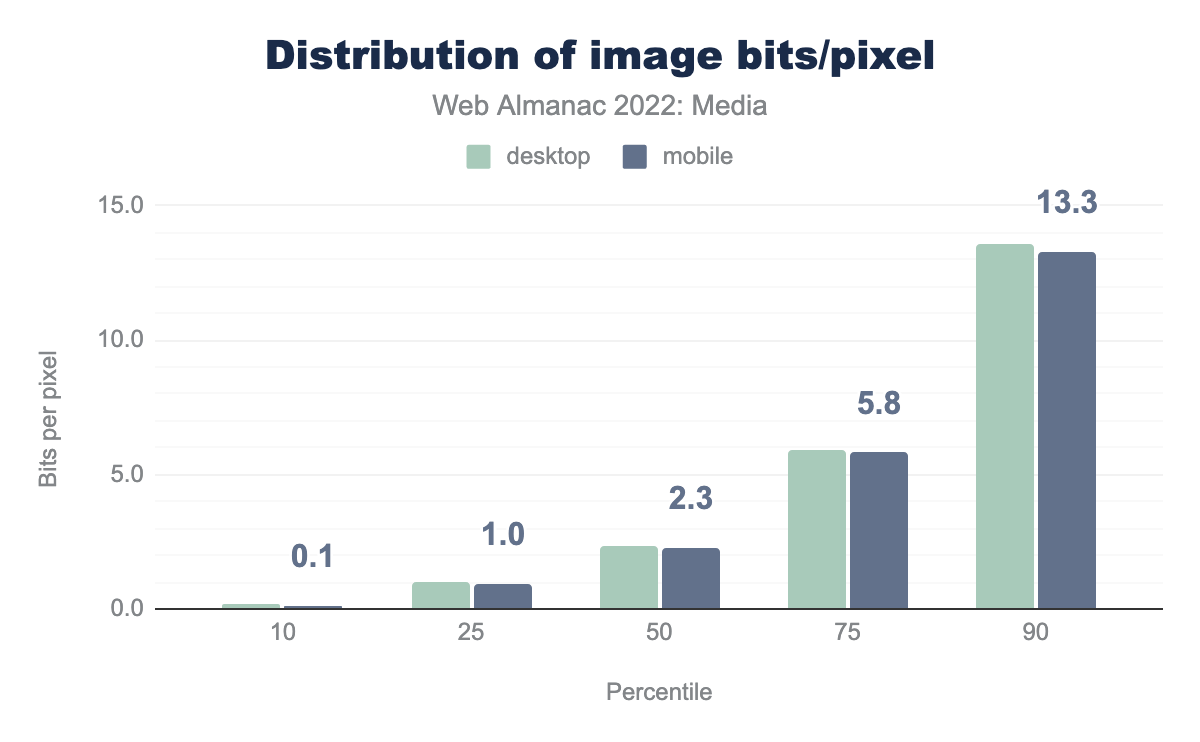 Distribution of image bits/pixel
Web Almanac 2022: Media
desktop mobile
15.0
10.0
5.0
0.0
Bits per pixel
0.1
1.0
2.3
5.8
13.3
10 25 50 75 90
Percentile